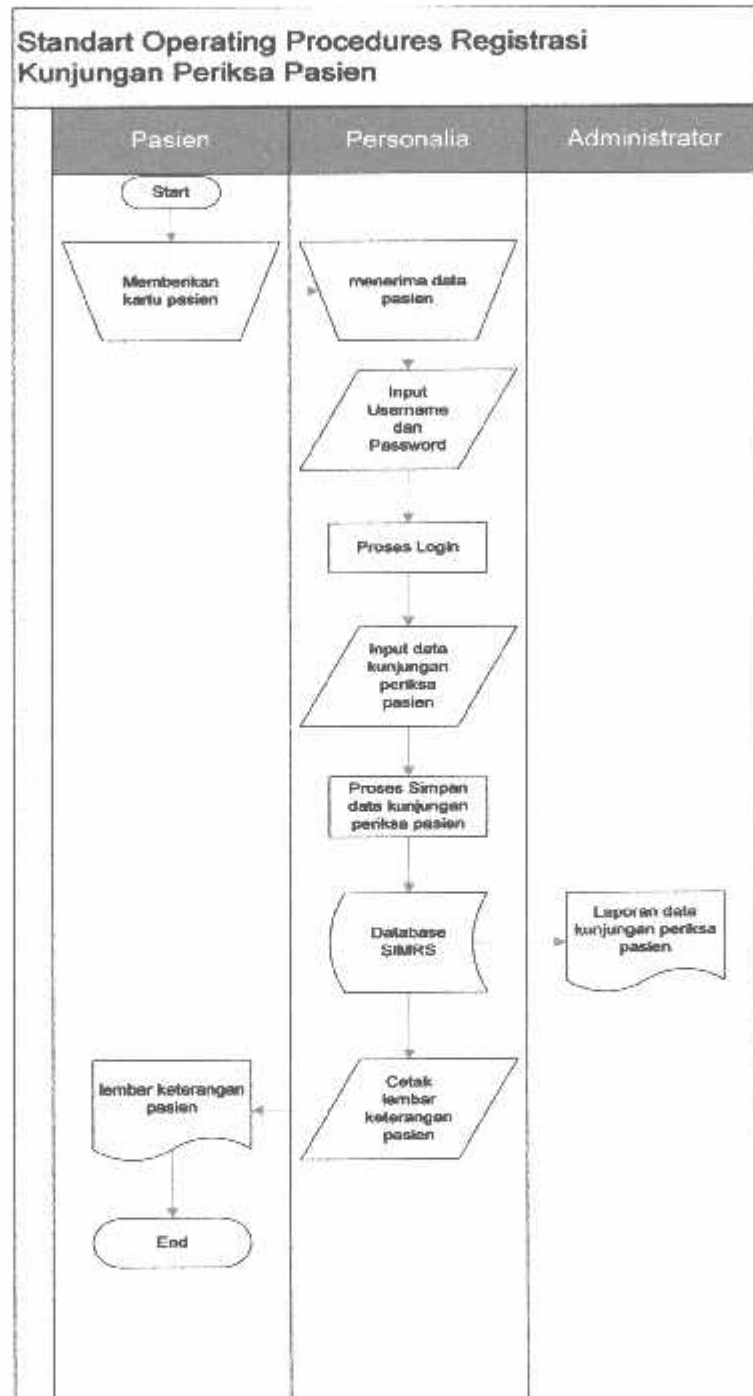 Standart Operating Procedures Registrasi
Kunjungan Periksa Pasien
Pasien
Personalia
Administrator
Start
Memberikan
kartu pasien
menerima data
pasien
Input
Username
dan
Password
Proses Login
Input data
kunjungan
periksa
pasien
Proses Simpan
data kunjungan
periksa pasien
Database
SIMRS
Laporan data
kunjungan periksa
pasien
Cetak
lembar
keterangan
pasien
lembar keterangan
pasien
End